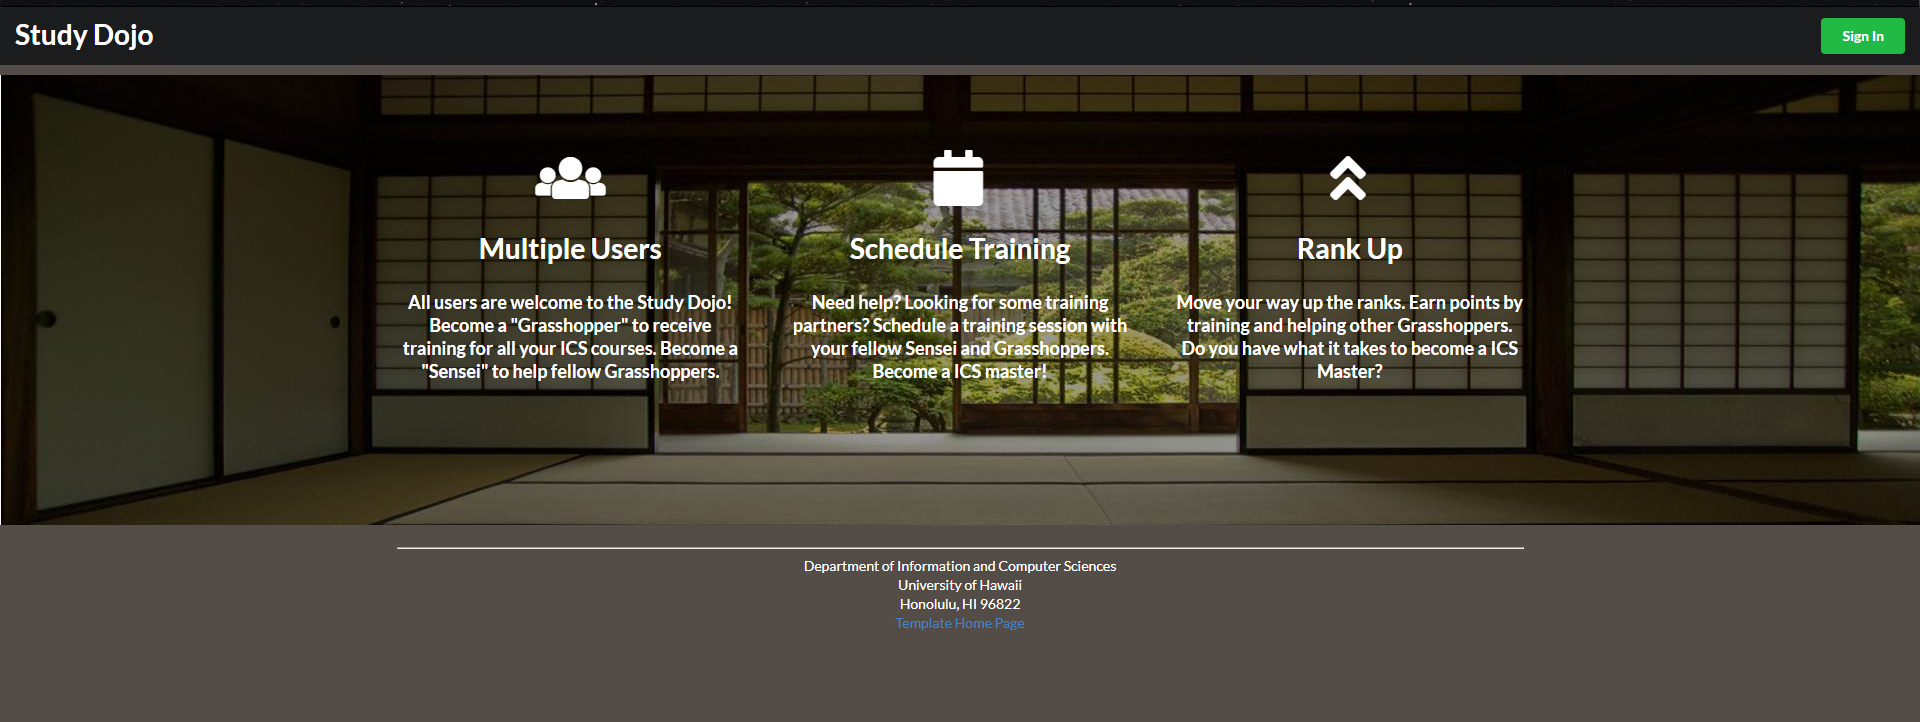 Study Dojo
Sign In
Multiple Users
All users are welcome to the Study Dojo!
Become a "Grasshopper" to receive
training for all your ICS courses. Become a
"Sensei" to help fellow Grasshoppers.
Schedule Training
Need help? Looking for some training
partners? Schedule a training session with
your fellow Sensei and Grasshoppers.
Become a ICS master!
Rank Up
Move your way up the ranks. Earn points by
training and helping other Grasshoppers.
Do you have what it takes to become a ICS
Master?
Department of Information and Computer Sciences
University of Hawaii
Honolulu, HI 96822
Template Home Page